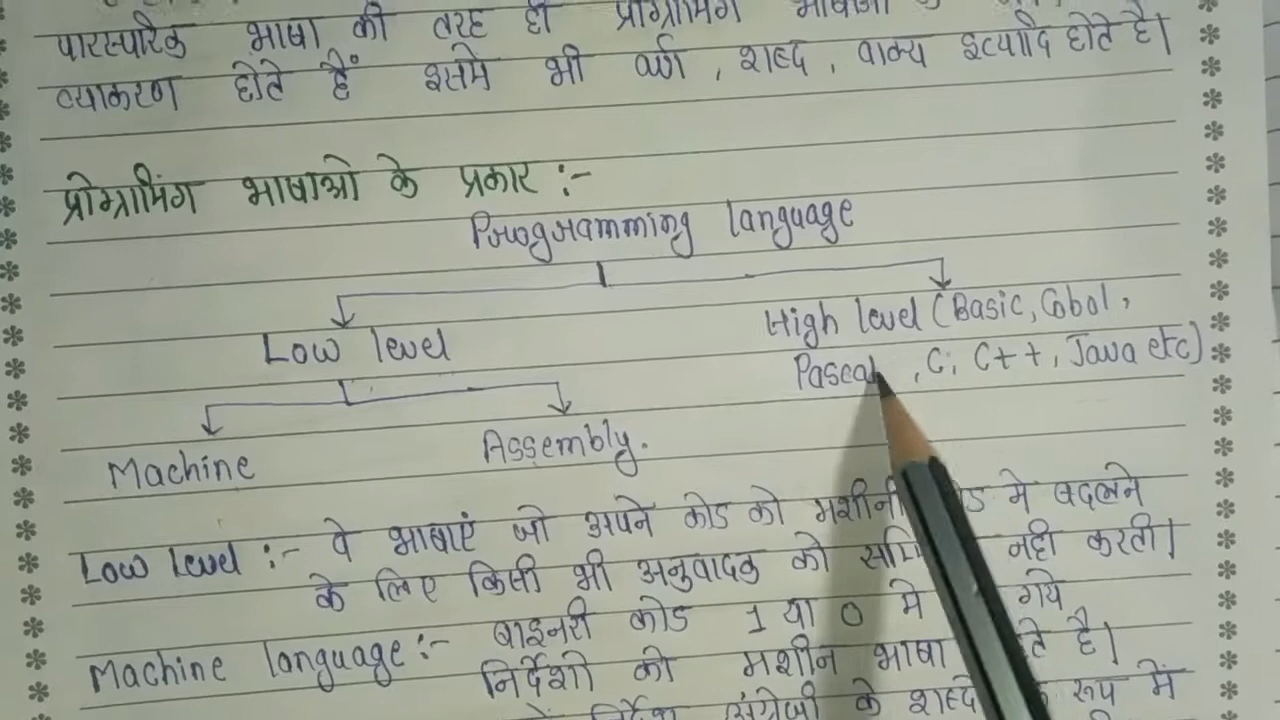 पारस्परिक भाषा की तरह ही प्रोग्रामिंग
व्याकरण होते हैं इसमे भी वर्ण , शब्द , वाक्य इत्यादि होते है।
प्रोग्रामिंग भाषाओ के प्रकार :-
Programming language
Low level
High level (Basic, Cobol,
Pascal , C, C++, Java etc)
Machine
Assembly.
Low level :- वे भाषाएं जो अपने कोड को मशीनी मे बदलने
के लिए किसी भी अनुवादक को नही करती।
Machine language :- बाइनरी कोड 1 या 0 मे गये
निर्देशो को मशीन भाषा है।
निर्देश अंग्रेजी के शब्दो रूप में